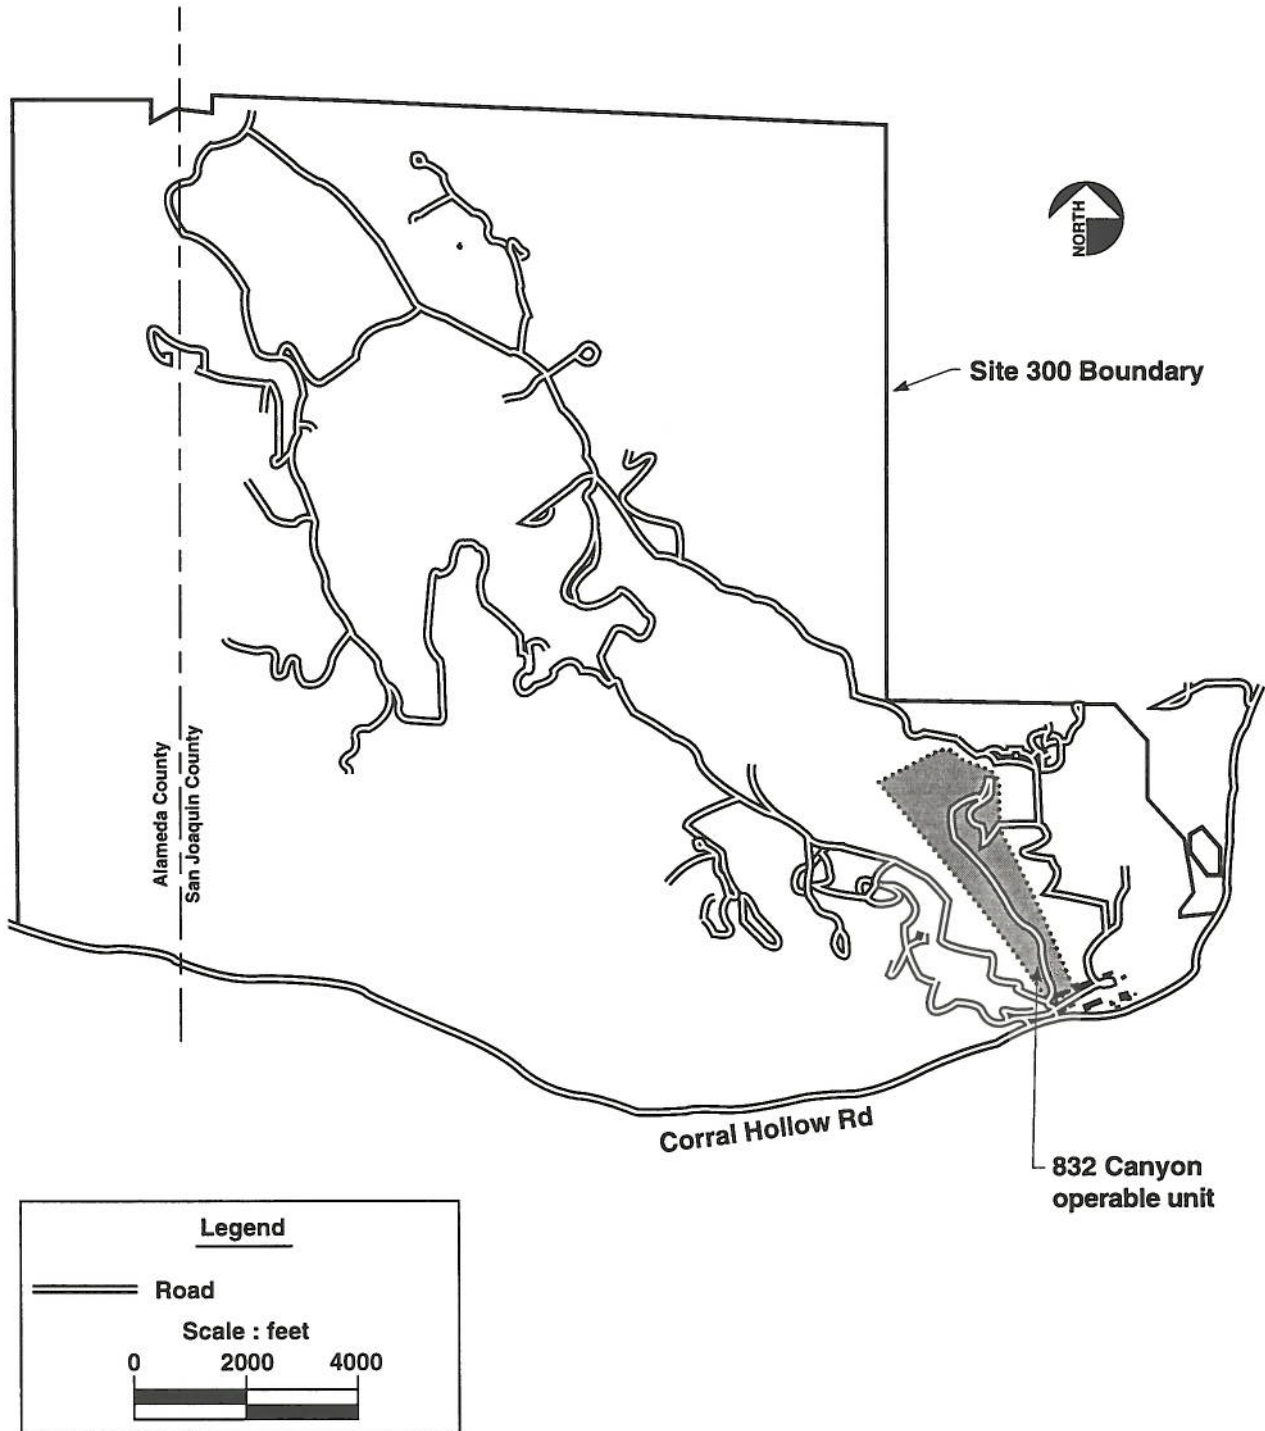 NORTH
Site 300 Boundary
Alameda County
San Joaquin County
Corral Hollow Rd
832 Canyon
operable unit
Legend
Road
Scale : feet
0 2000 4000